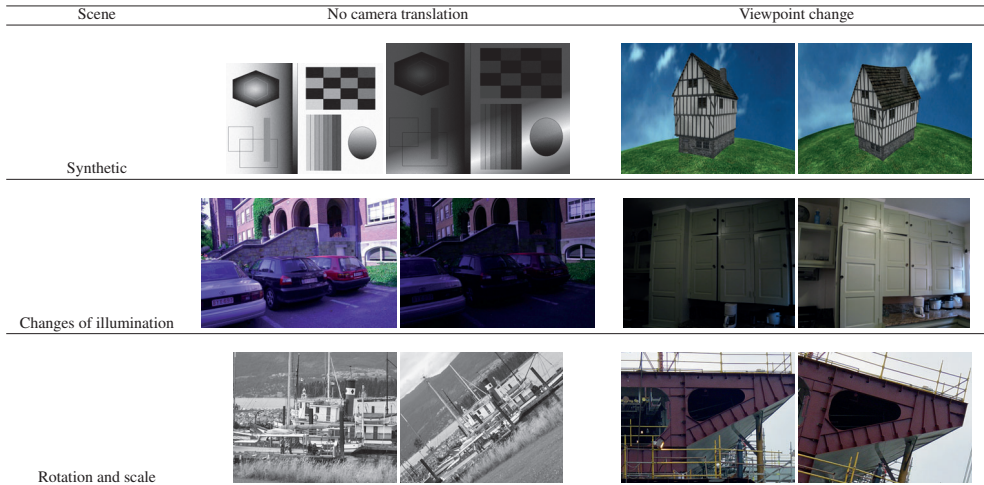 Scene No camera translation Viewpoint change
Synthetic
Changes of illumination
Rotation and scale